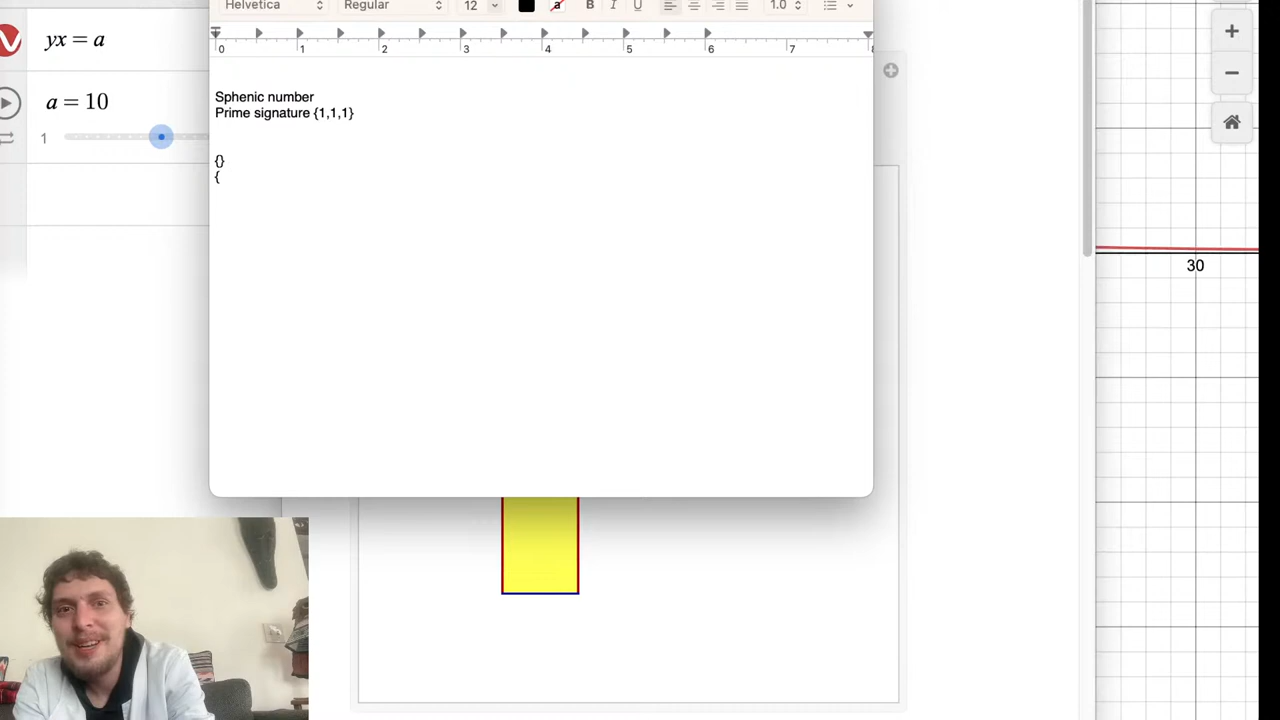 Helvetica
Regular
12
a
B
I
U
1.0
0
1
2
3
4
5
6
7
8
yx = a
a = 10
1
Sphenic number
Prime signature {1,1,1}
{}
{
30